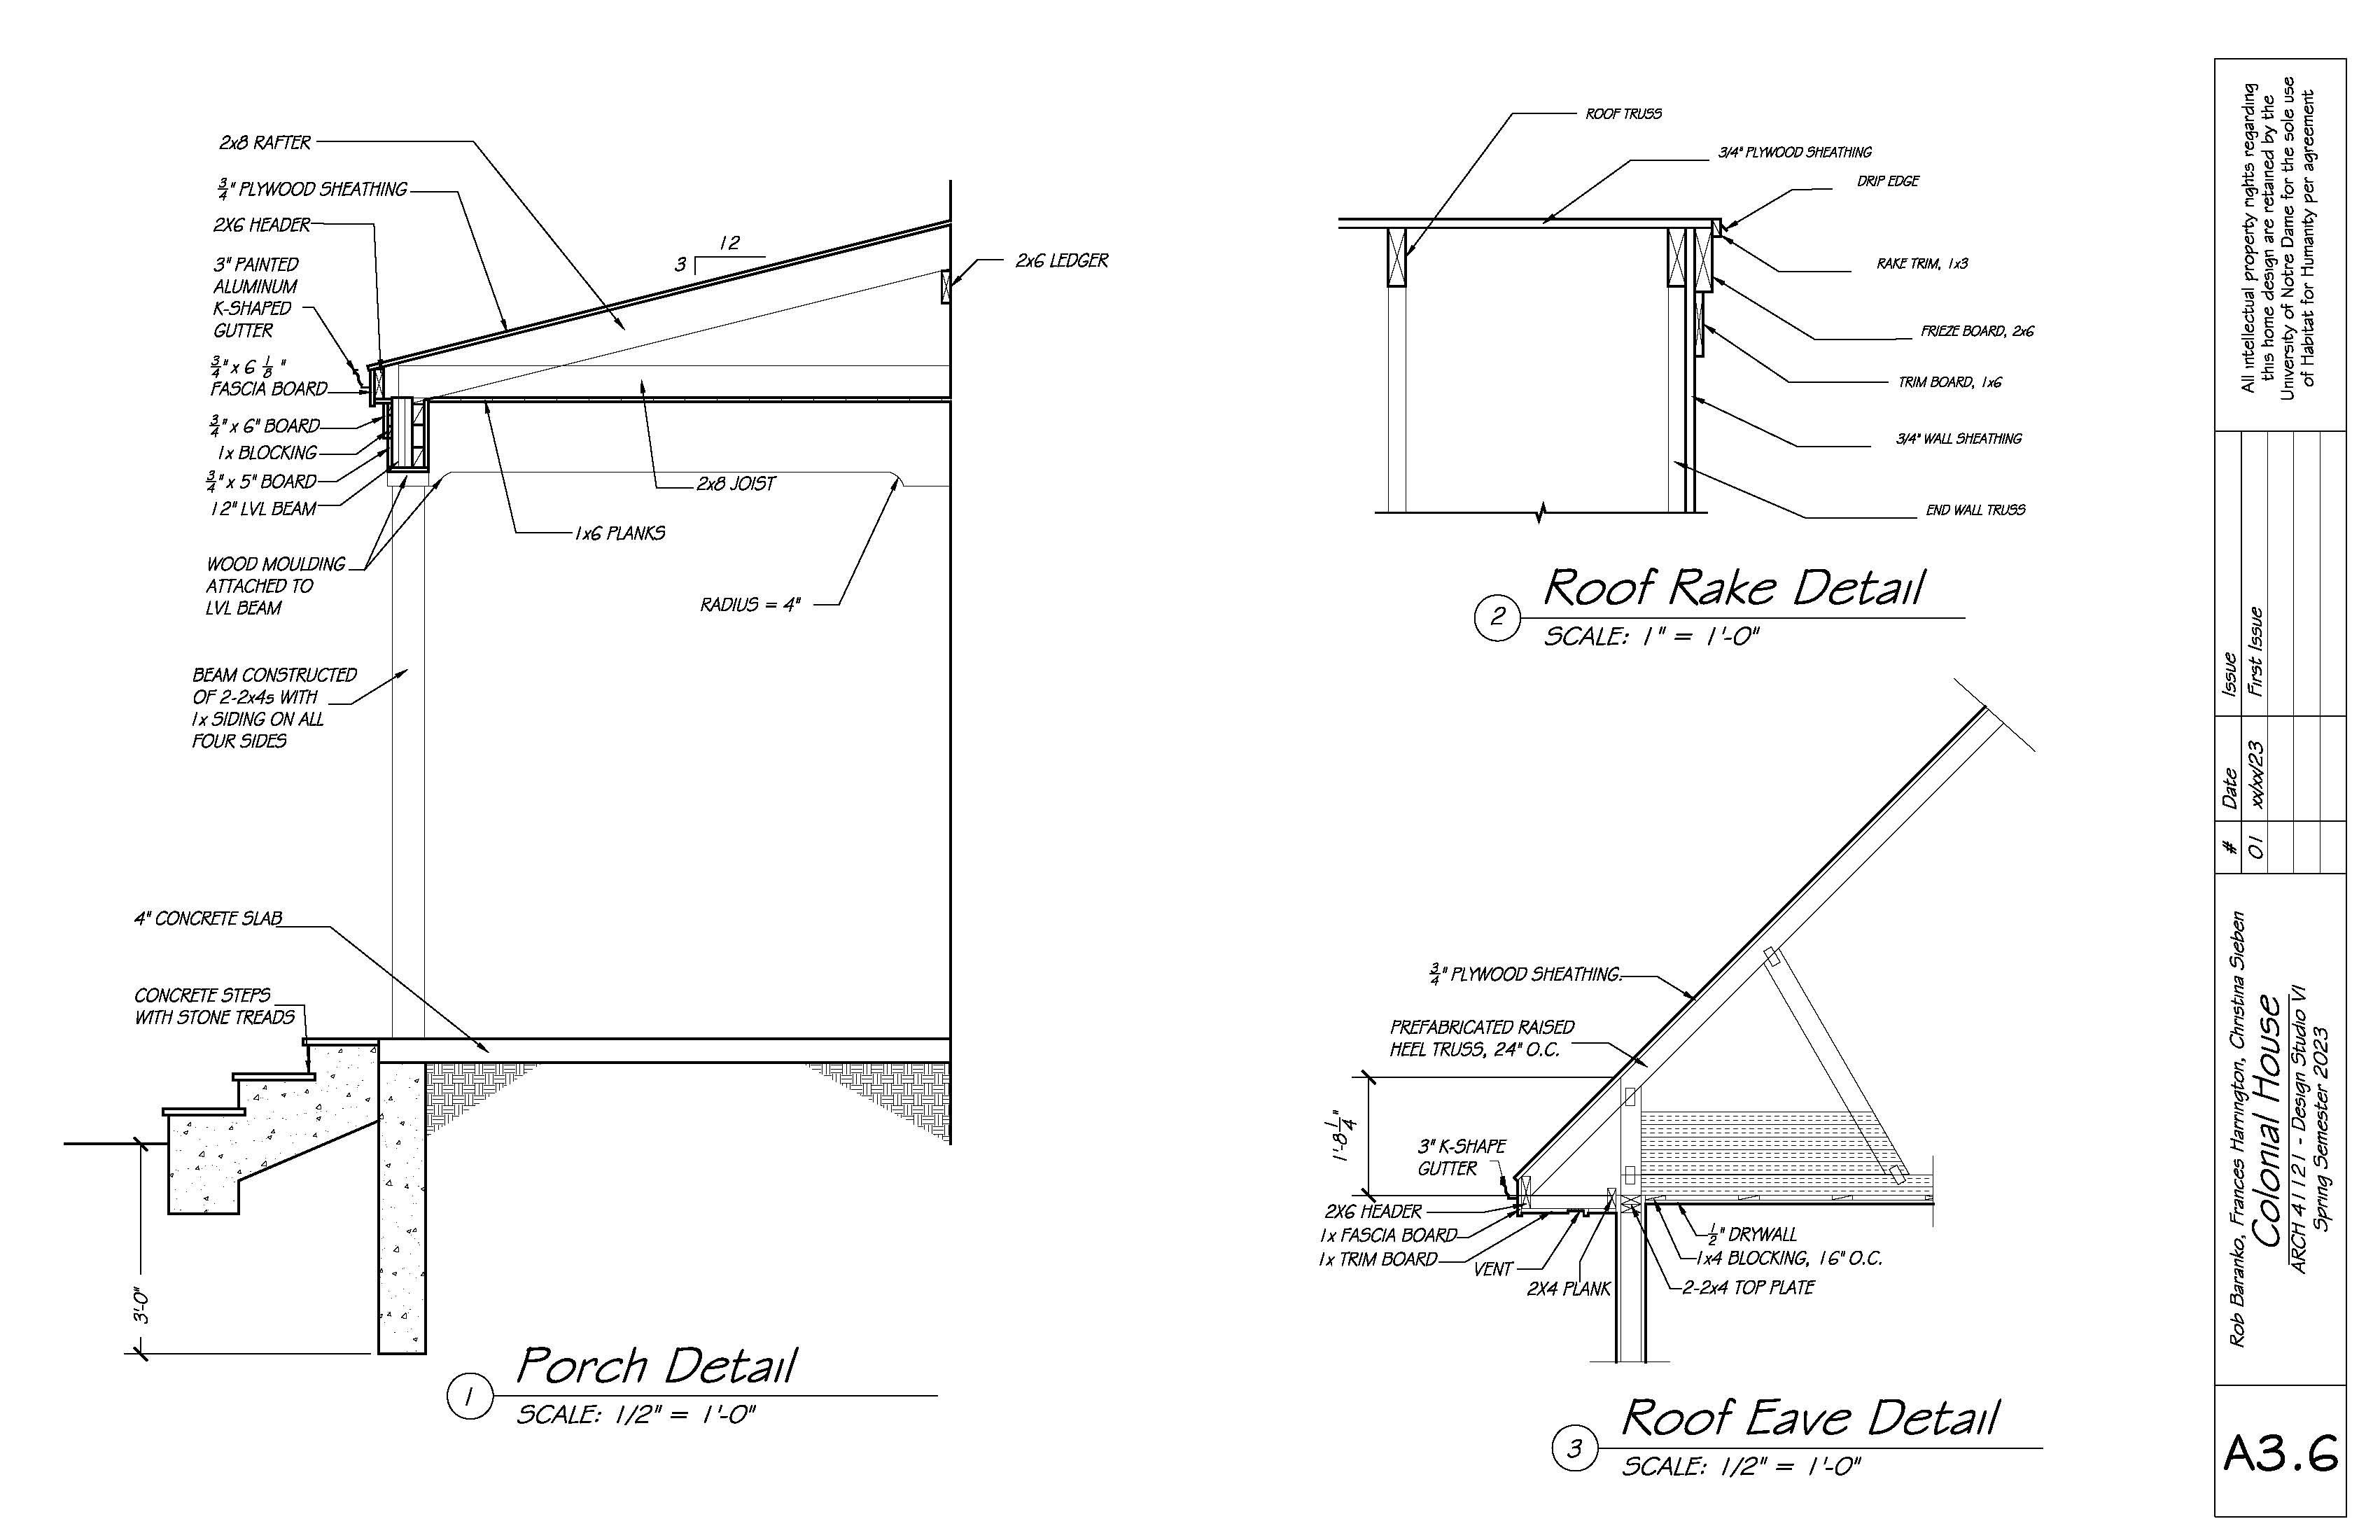 2x8 RAFTER
3/4" PLYWOOD SHEATHING
2X6 HEADER
3" PAINTED
ALUMINUM
K-SHAPED
GUTTER
3/4" x 6 1/8 "
FASCIA BOARD
3/4" x 6" BOARD
1x BLOCKING
3/4" x 5" BOARD
12" LVL BEAM
WOOD MOULDING
ATTACHED TO
LVL BEAM
BEAM CONSTRUCTED
OF 2-2x4s WITH
1x SIDING ON ALL
FOUR SIDES
4" CONCRETE SLAB
CONCRETE STEPS
WITH STONE TREADS
3'-0"
12
3
2x6 LEDGER
2x8 JOIST
1x6 PLANKS
RADIUS = 4"
1
Porch Detail
SCALE: 1/2" = 1'-0"
ROOF TRUSS
3/4" PLYWOOD SHEATHING
DRIP EDGE
RAKE TRIM, 1x3
FRIEZE BOARD, 2x6
TRIM BOARD, 1x6
3/4" WALL SHEATHING
END WALL TRUSS
2
Roof Rake Detail
SCALE: 1" = 1'-0"
3/4" PLYWOOD SHEATHING.
PREFABRICATED RAISED
HEEL TRUSS, 24" O.C.
1'-8 1/4"
3" K-SHAPE
GUTTER
2X6 HEADER
1x FASCIA BOARD
1x TRIM BOARD
VENT
2X4 PLANK
1/2" DRYWALL
1x4 BLOCKING, 16" O.C.
2-2x4 TOP PLATE
3
Roof Eave Detail
SCALE: 1/2" = 1'-0"
All intellectual property rights regarding
this home design are retained by the
University of Notre Dame for the sole use
of Habitat for Humanity per agreement
# Date Issue
01 xx/xx/23 First Issue
Rob Baranko, Frances Harrington, Christina Sieben
Colonial House
ARCH 41121 - Design Studio VI
Spring Semester 2023
A3.6